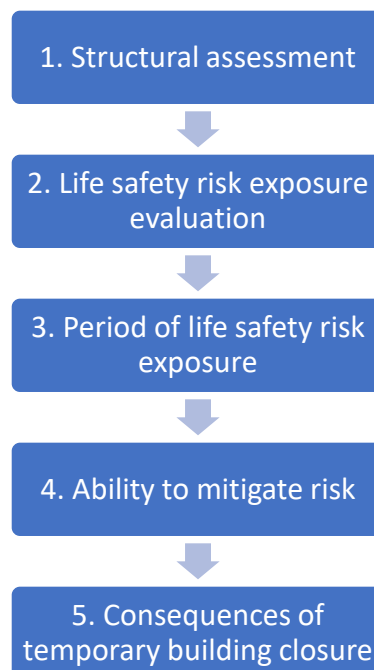 1. Structural assessment
2. Life safety risk exposure
evaluation
3. Period of life safety risk
exposure
4. Ability to mitigate risk
5. Consequences of
temporary building closure